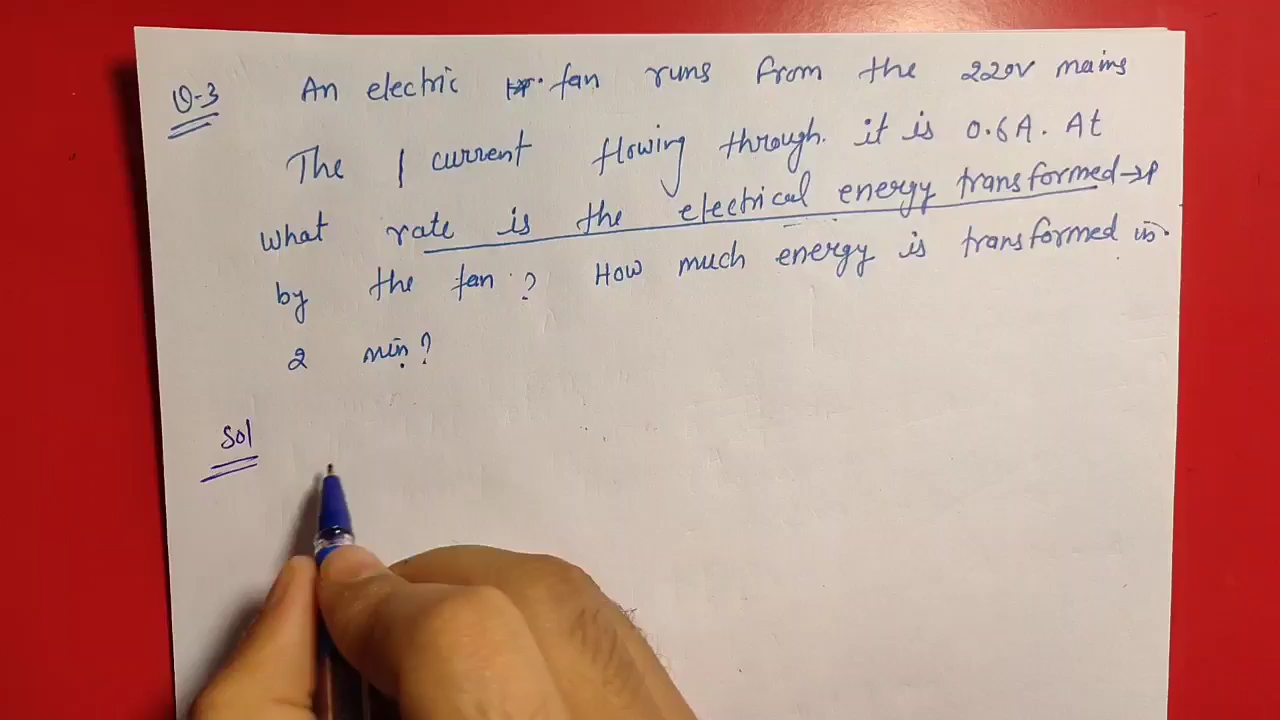 Q-3 An electric fan runs from the 220V mains
The current flowing through. it is 0.6A. At
what rate is the electrical energy transformed → P
by the fan? How much energy is transformed in
2 min?
Sol